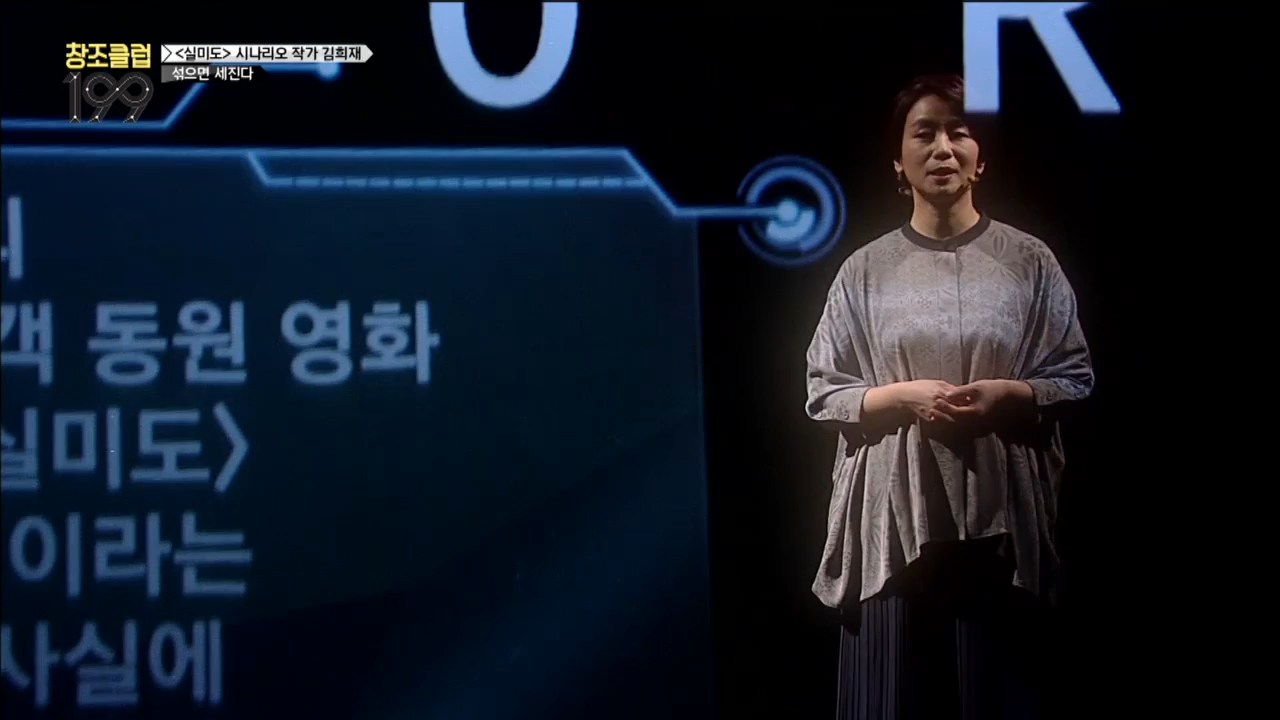 창조클럽
199
<실미도> 시나리오 작가 김희재
섞으면 세진다
O R
객 동원 영화
실미도>
이라는
사실에